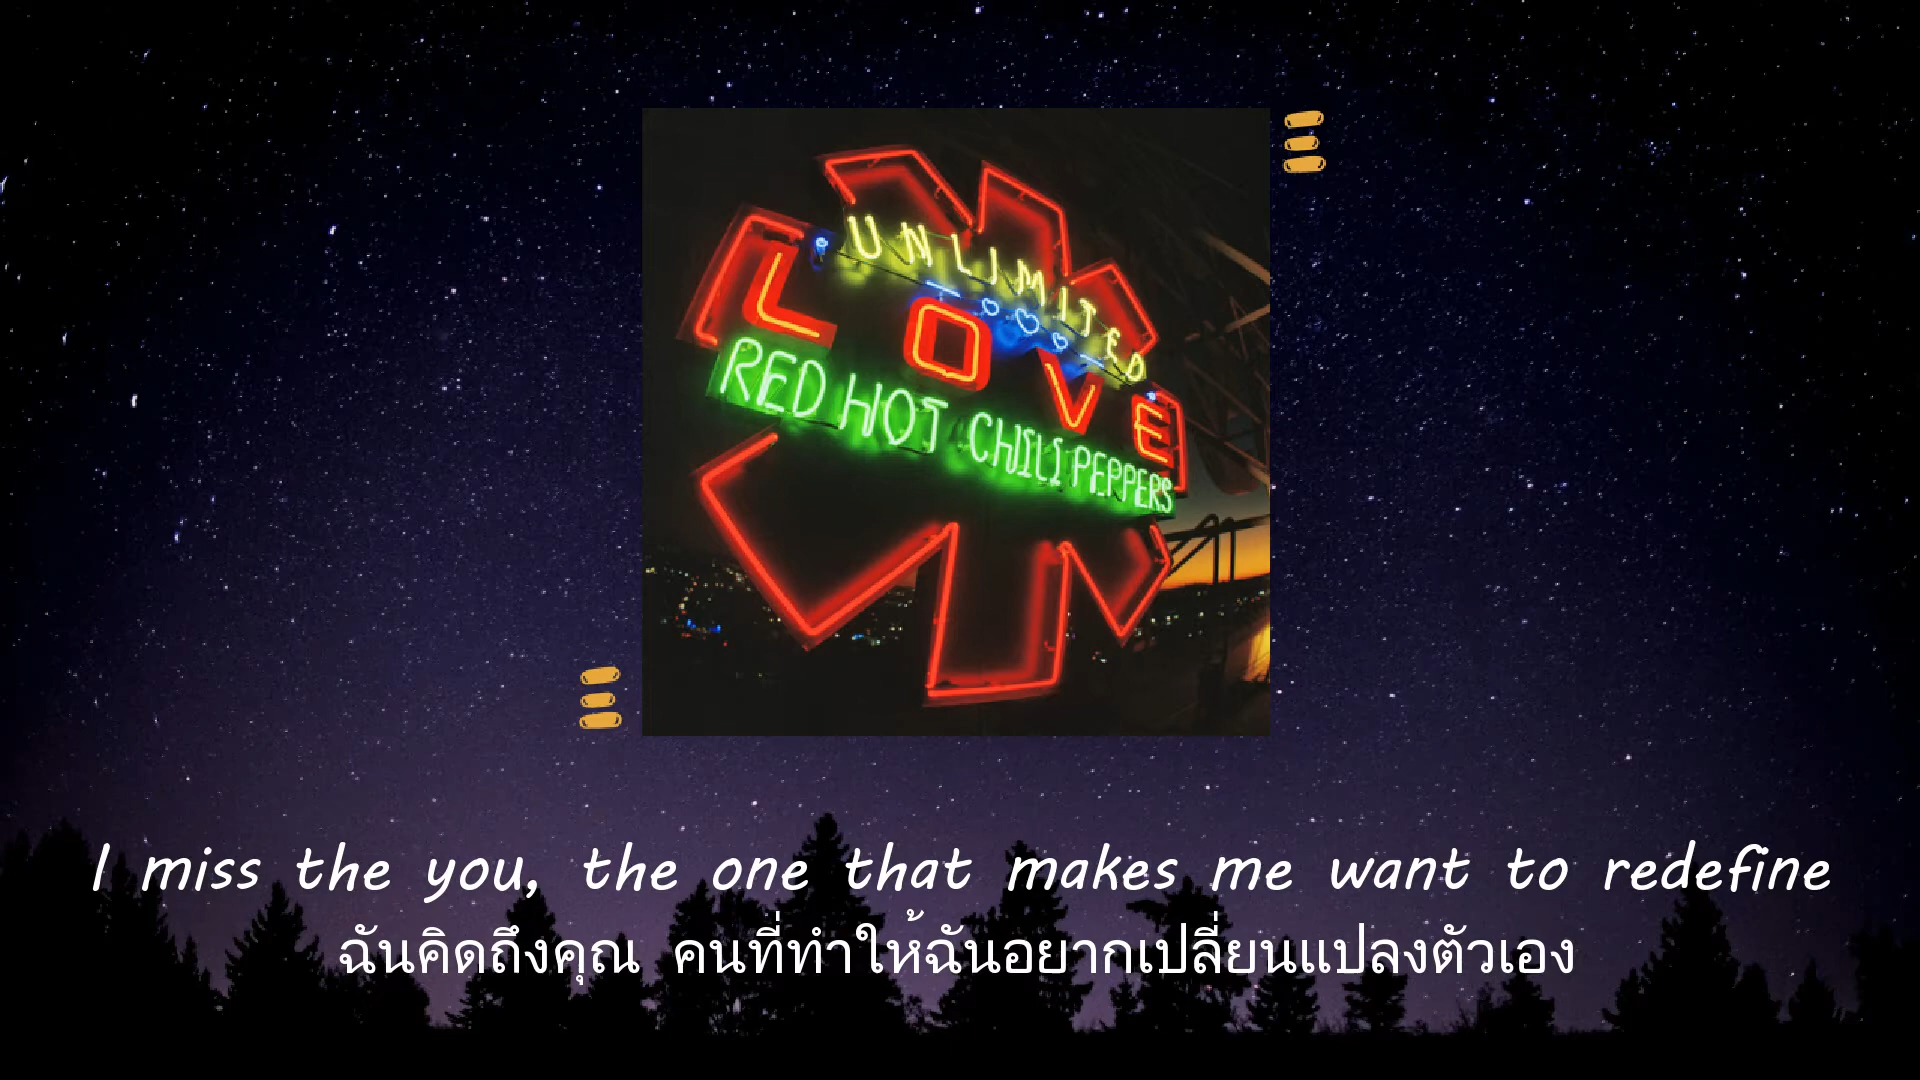 UNLIMITED
LOVE
RED HOT CHILI PEPPERS
I miss the you, the one that makes me want to redefine
ฉันคิดถึงคุณ คนที่ทำให้ฉันอยากเปลี่ยนแปลงตัวเอง